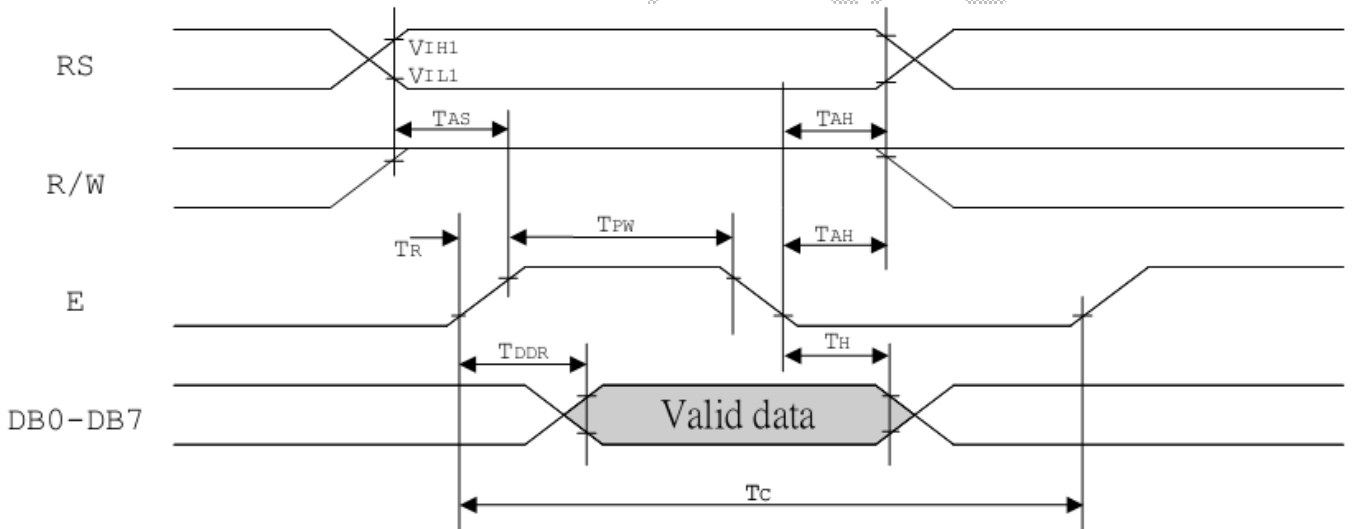 RS
VIH1
VIL1
TAS
TAH
R/W
TPW
TR
TAH
E
TDDR
TH
DB0-DB7
Valid data
TC